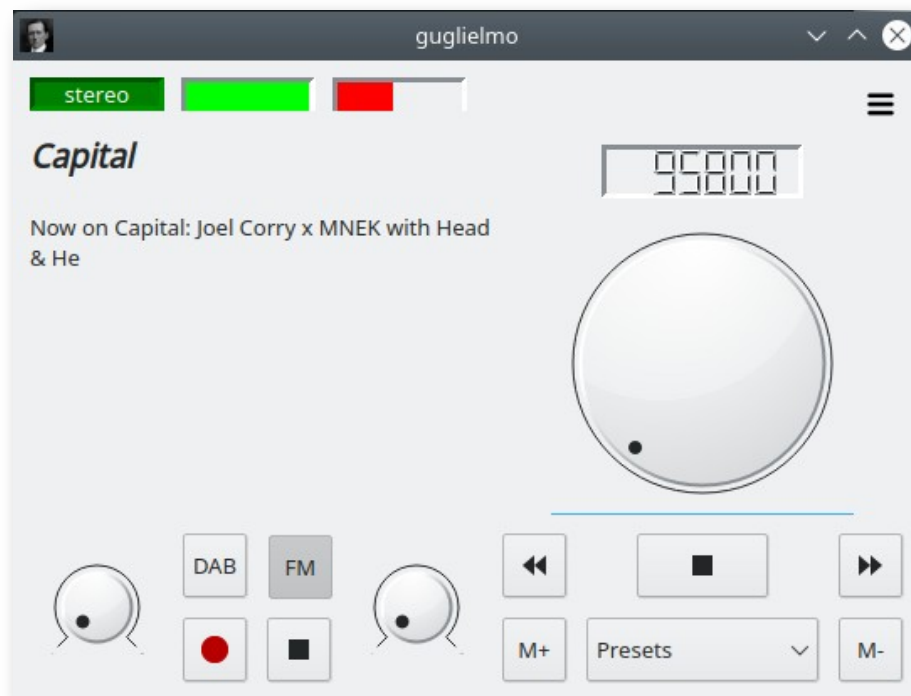 guglielmo
stereo
Capital
95800
Now on Capital: Joel Corry x MNEK with Head
& He
DAB
FM
M+
Presets
M-